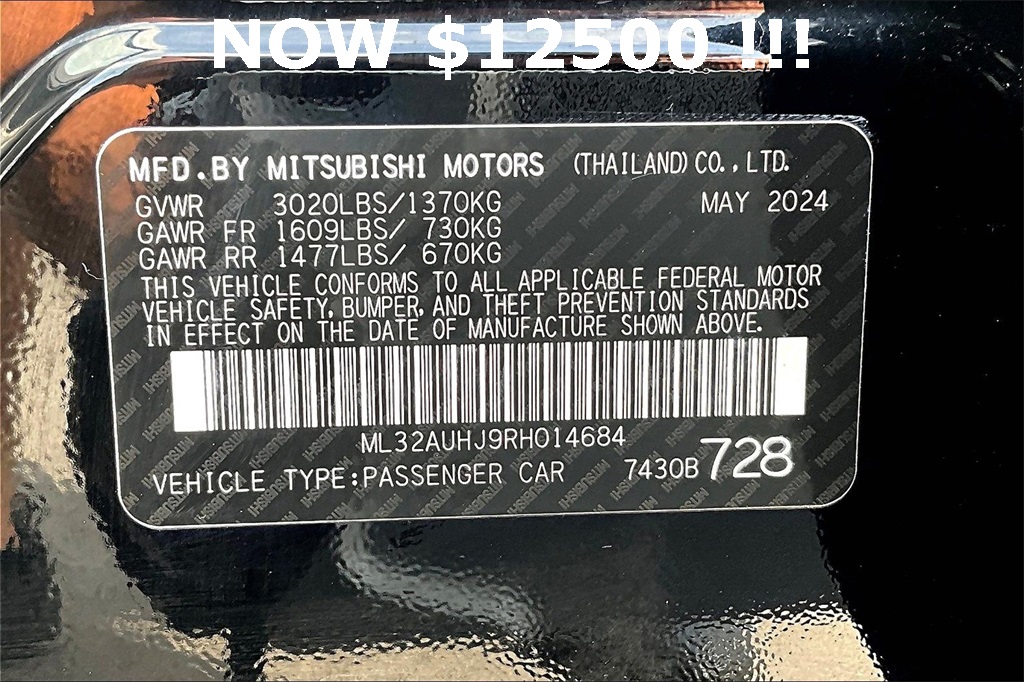 NOW $12500 !!!
MFD.BY MITSUBISHI MOTORS (THAILAND) CO.,LTD.
GVWR 3020LBS/1370KG MAY 2024
GAWR FR 1609LBS/ 730KG
GAWR RR 1477LBS/ 670KG
THIS VEHICLE CONFORMS TO ALL APPLICABLE FEDERAL MOTOR
VEHICLE SAFETY, BUMPER, AND THEFT PREVENTION STANDARDS
IN EFFECT ON THE DATE OF MANUFACTURE SHOWN ABOVE.
ML32AUHJ9RH014684
VEHICLE TYPE:PASSENGER CAR 7430B 728